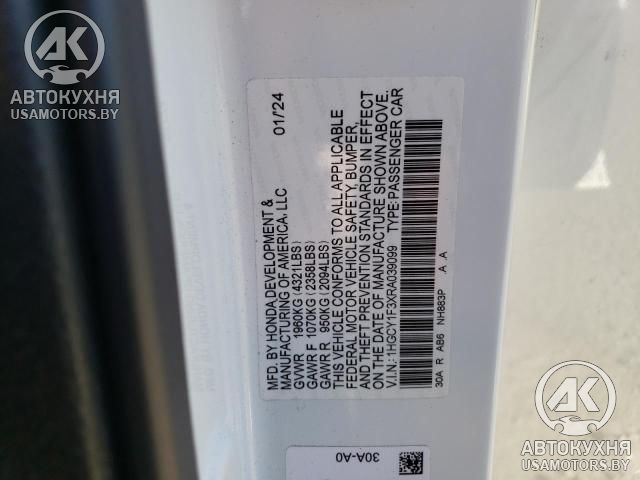 AK
АВТОКУХНЯ
USAMOTORS.BY
MFD. BY HONDA DEVELOPMENT & 01/24
MANUFACTURING OF AMERICA, LLC
GVWR 1960KG (4321LBS)
GAWR F 1070KG (2358LBS)
GAWR R 950KG (2094LBS)
THIS VEHICLE CONFORMS TO ALL APPLICABLE
FEDERAL MOTOR VEHICLE SAFETY, BUMPER,
AND THEFT PREVENTION STANDARDS IN EFFECT
ON THE DATE OF MANUFACTURE SHOWN ABOVE.
V.I.N.:1HGCY1F3XRA039099 TYPE:PASSENGER CAR
30A R AB6 NH883P .A .A
30A-A0
AK
АВТОКУХНЯ
USAMOTORS.BY